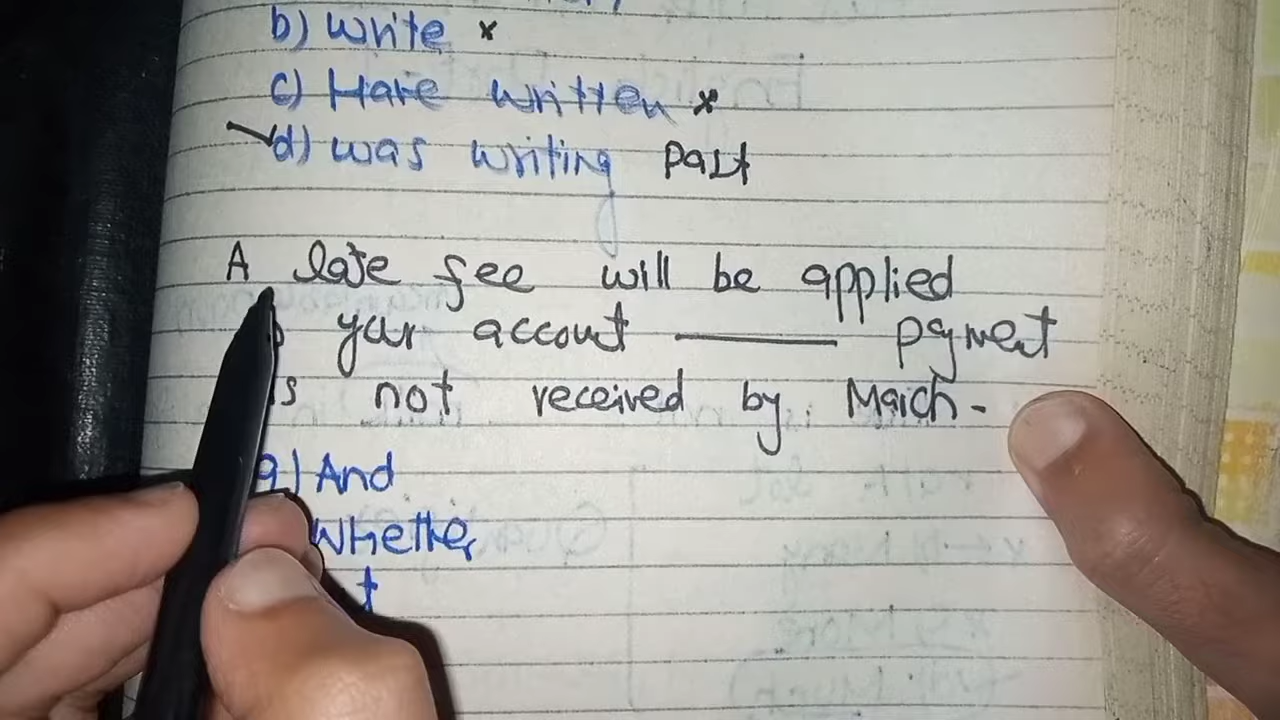 b) Write ×
c) Have written ×
d) was writing Past
A late fee will be applied
your account ——— payment
is not received by March-
a) And
Whether
t